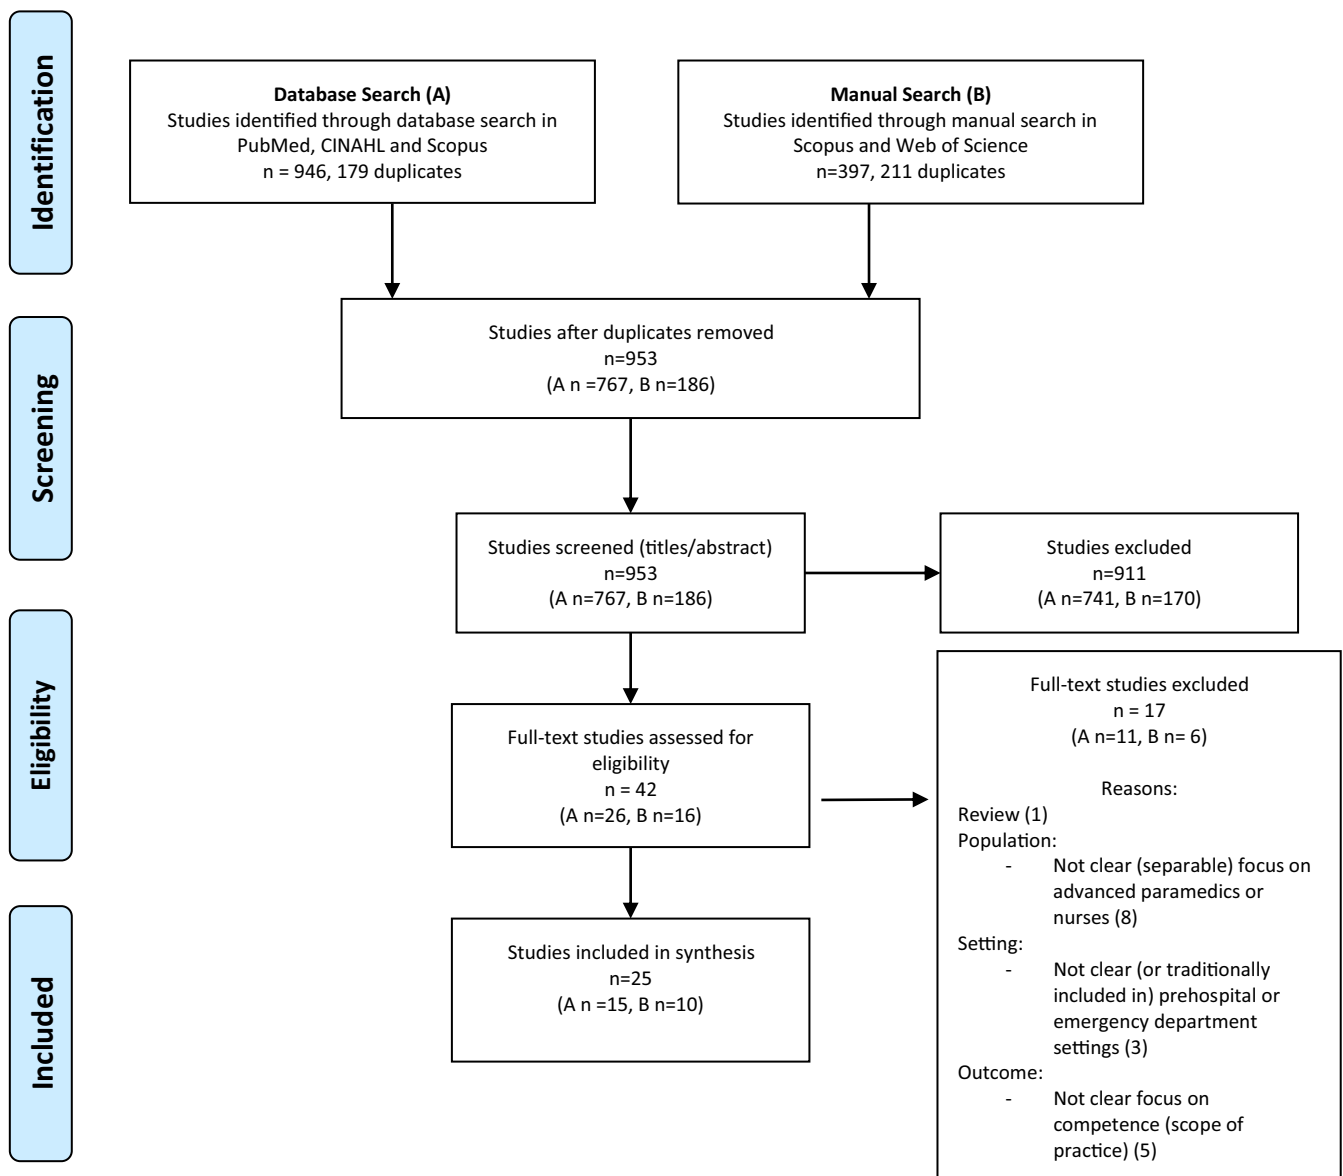 Identification
Database Search (A)
Studies identified through database search in
PubMed, CINAHL and Scopus
n = 946, 179 duplicates
Manual Search (B)
Studies identified through manual search in
Scopus and Web of Science
n=397, 211 duplicates
Screening
Studies after duplicates removed
n=953
(A n =767, B n=186)
Studies screened (titles/abstract)
n=953
(A n=767, B n=186)
Studies excluded
n=911
(A n=741, B n=170)
Eligibility
Full-text studies assessed for
eligibility
n = 42
(A n=26, B n=16)
Full-text studies excluded
n = 17
(A n=11, B n= 6)
Reasons:
Review (1)
Population:
- Not clear (separable) focus on
advanced paramedics or
nurses (8)
Setting:
- Not clear (or traditionally
included in) prehospital or
emergency department
settings (3)
Outcome:
- Not clear focus on
competence (scope of
practice) (5)
Included
Studies included in synthesis
n=25
(A n =15, B n=10)